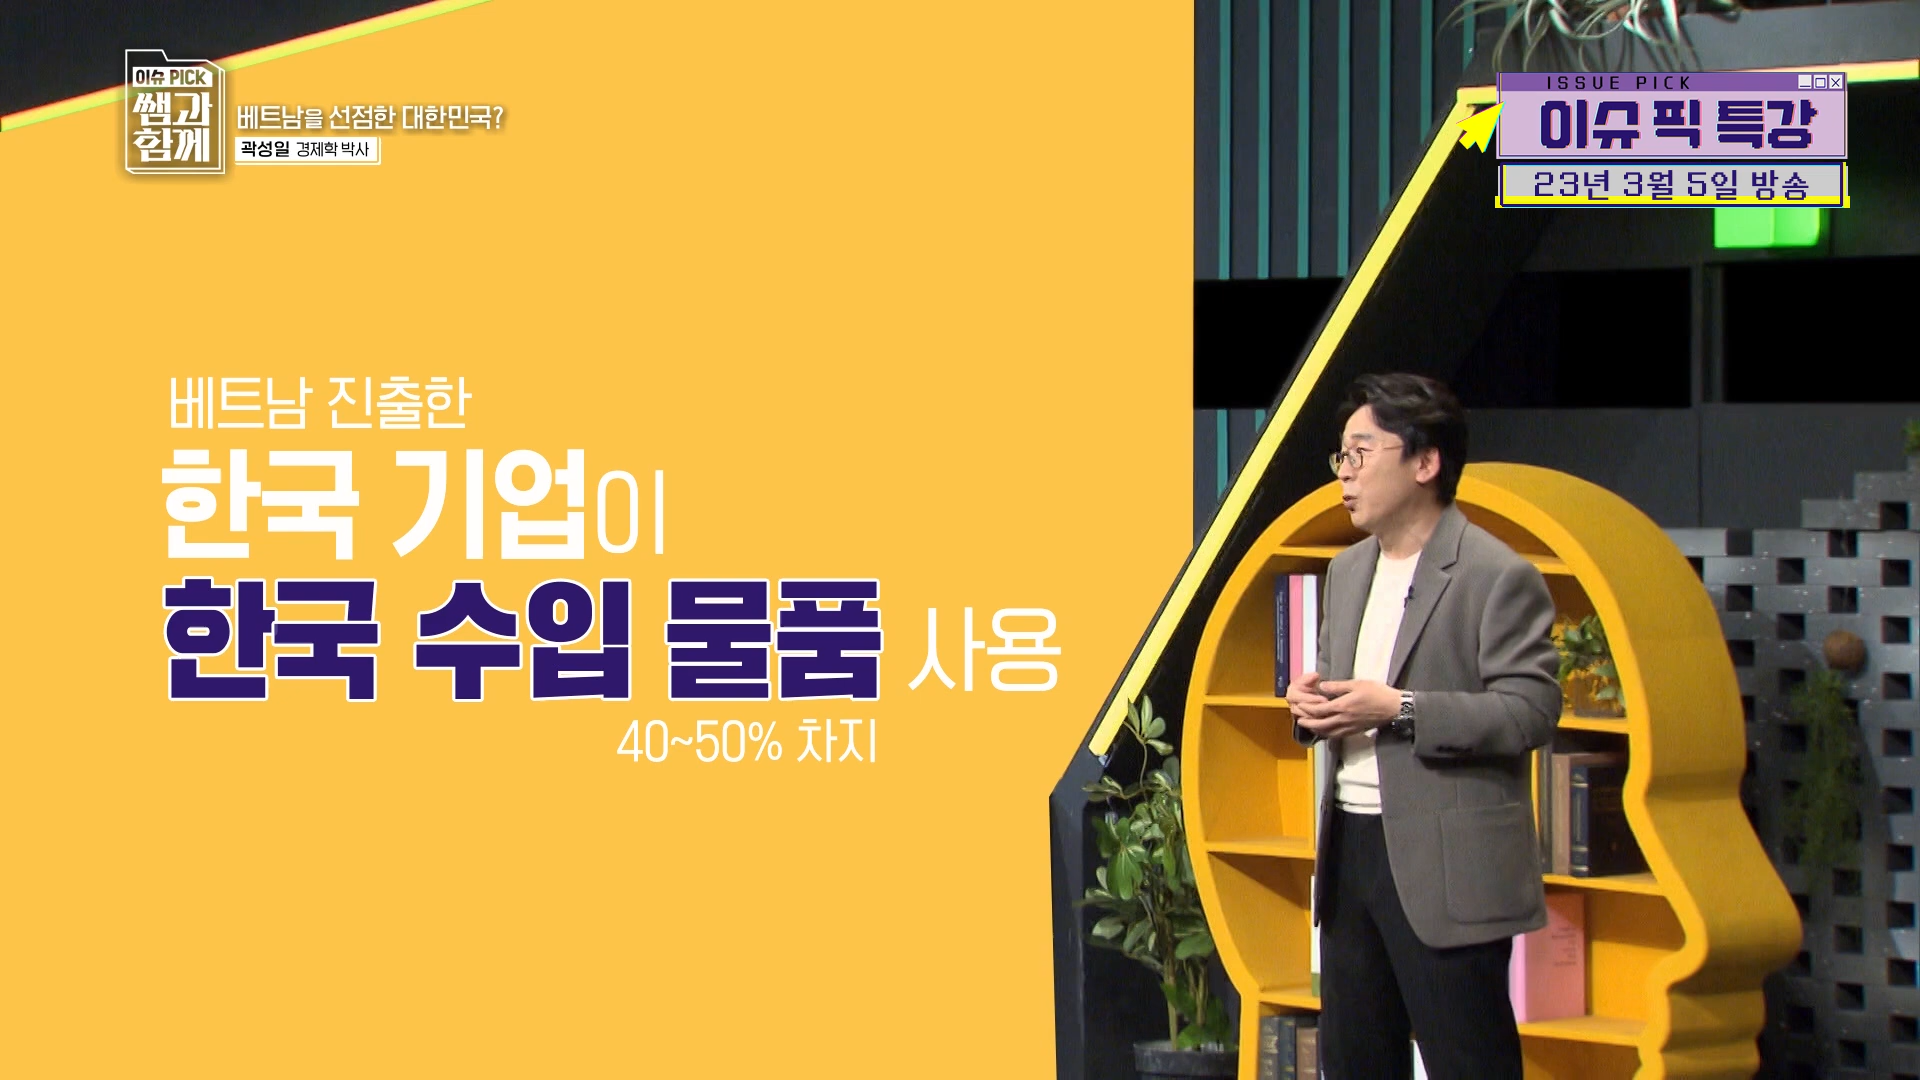 이슈 PICK
쌤과
함께
베트남을 선점한 대한민국?
곽성일 경제학 박사
ISSUE PICK
이슈 픽 특강
23년 3월 5일 방송
베트남 진출한
한국 기업이
한국 수입 물품 사용
40~50% 차지